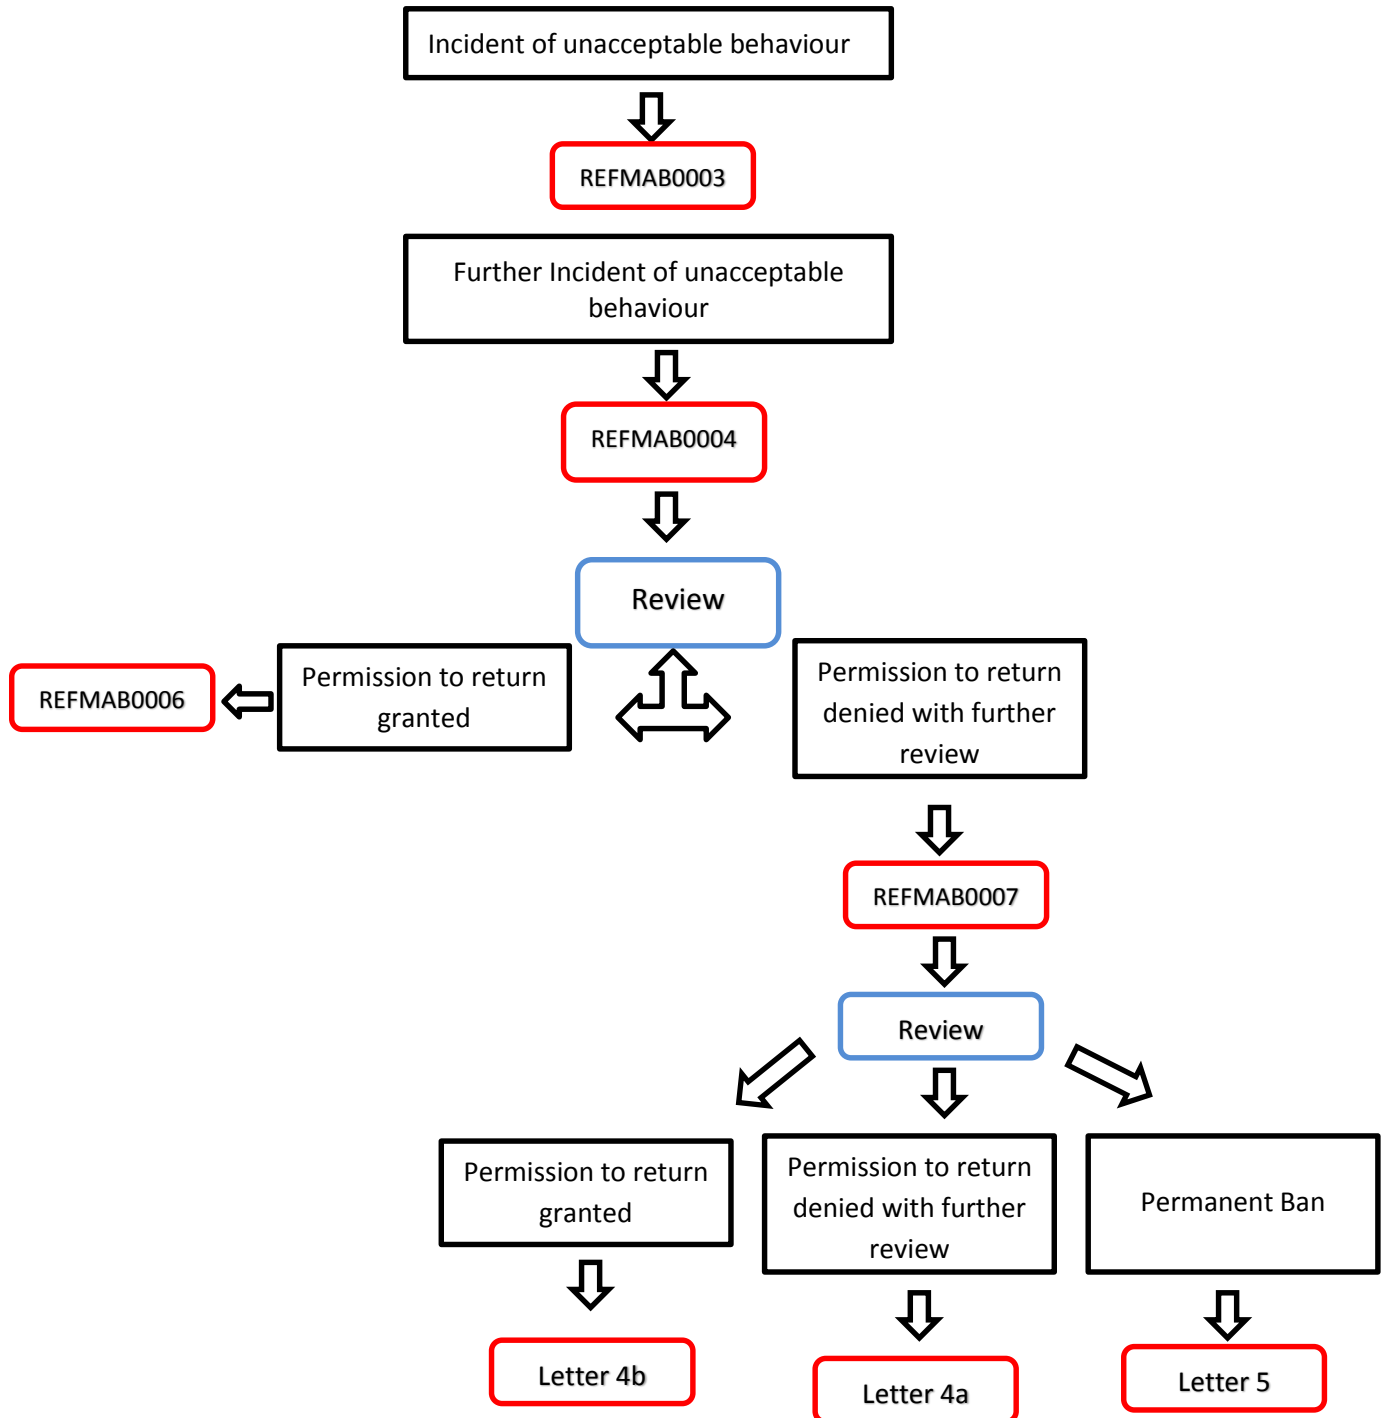 Incident of unacceptable behaviour
REFMAB0003
Further Incident of unacceptable
behaviour
REFMAB0004
Review
Permission to return
granted
REFMAB0006
Permission to return
denied with further
review
REFMAB0007
Review
Permission to return
granted
Permission to return
denied with further
review
Permanent Ban
Letter 4b
Letter 4a
Letter 5